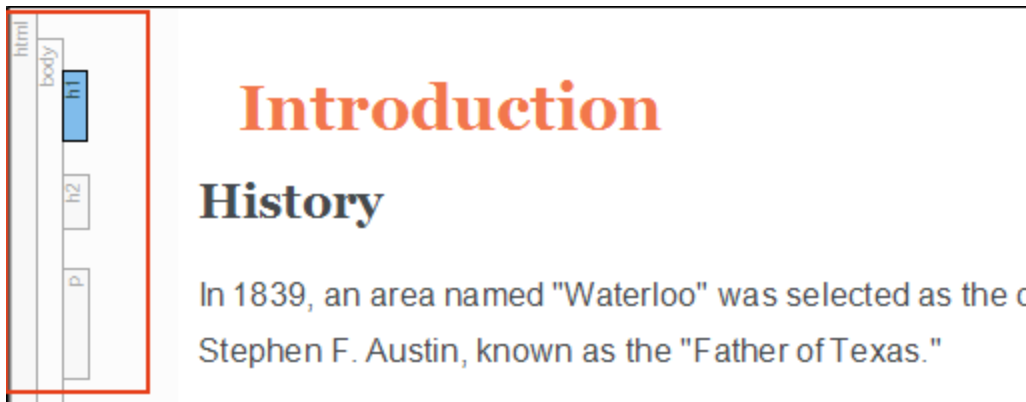 html
body
h1
Introduction
h2
History
p
In 1839, an area named "Waterloo" was selected as the
Stephen F. Austin, known as the "Father of Texas."